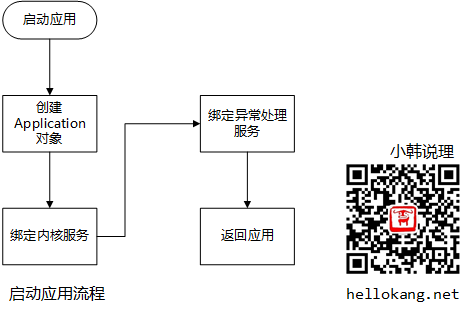 启动应用
创建
Application
对象
绑定内核服务
绑定异常处理
服务
返回应用
启动应用流程
小韩说理
hellokang.net